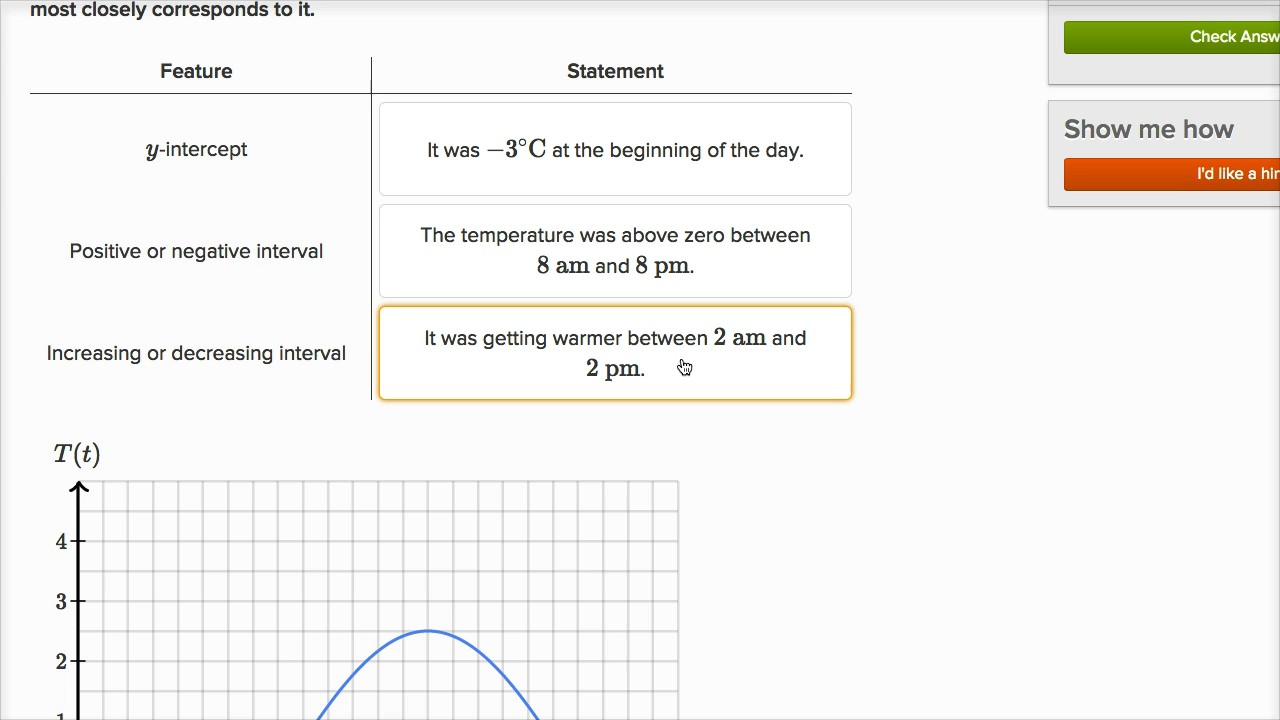 most closely corresponds to it.
Feature
Statement
y-intercept
It was −3°C at the beginning of the day.
Positive or negative interval
The temperature was above zero between
8 am and 8 pm.
Increasing or decreasing interval
It was getting warmer between 2 am and
2 pm.
Check Answ
Show me how
I'd like a hin
T(t)
4
3
2
1